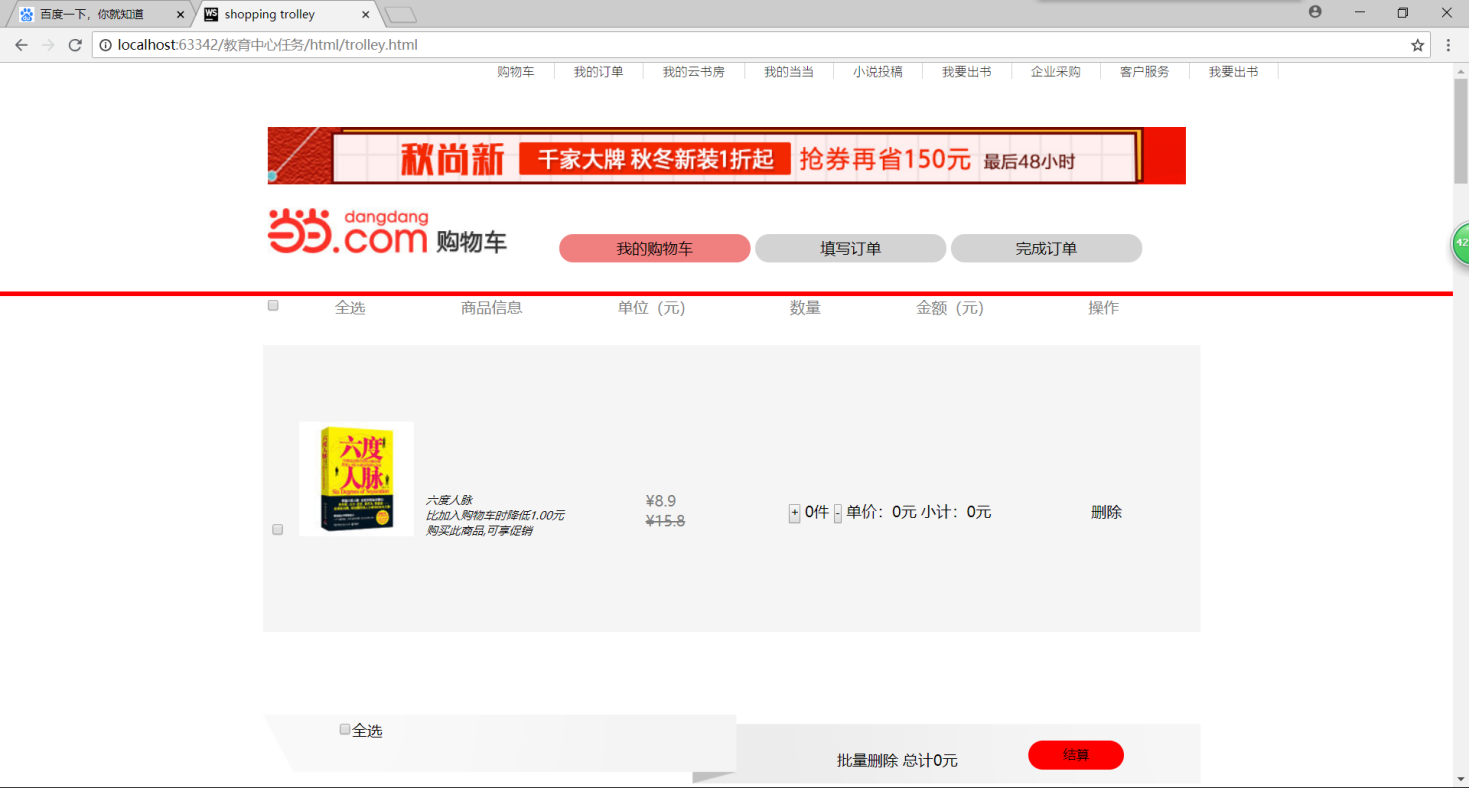 百度一下，你就知道
shopping trolley
localhost:63342/教育中心任务/html/trolley.html
购物车 我的订单 我的云书房 我的当当 小说投稿 我要出书 企业采购 客户服务 我要出书
秋尚新 千家大牌 秋冬新装1折起 抢券再省150元 最后48小时
当当 dangdang
.com 购物车
我的购物车 填写订单 完成订单
全选 商品信息 单位（元） 数量 金额（元） 操作
六度
人脉
Six Degrees of Separation
六度人脉
比加入购物车时降低1.00元
购买此商品,可享促销
¥8.9
¥15.8
+ 0件 - 单价：0元 小计：0元
删除
全选
批量删除 总计0元
结算
42